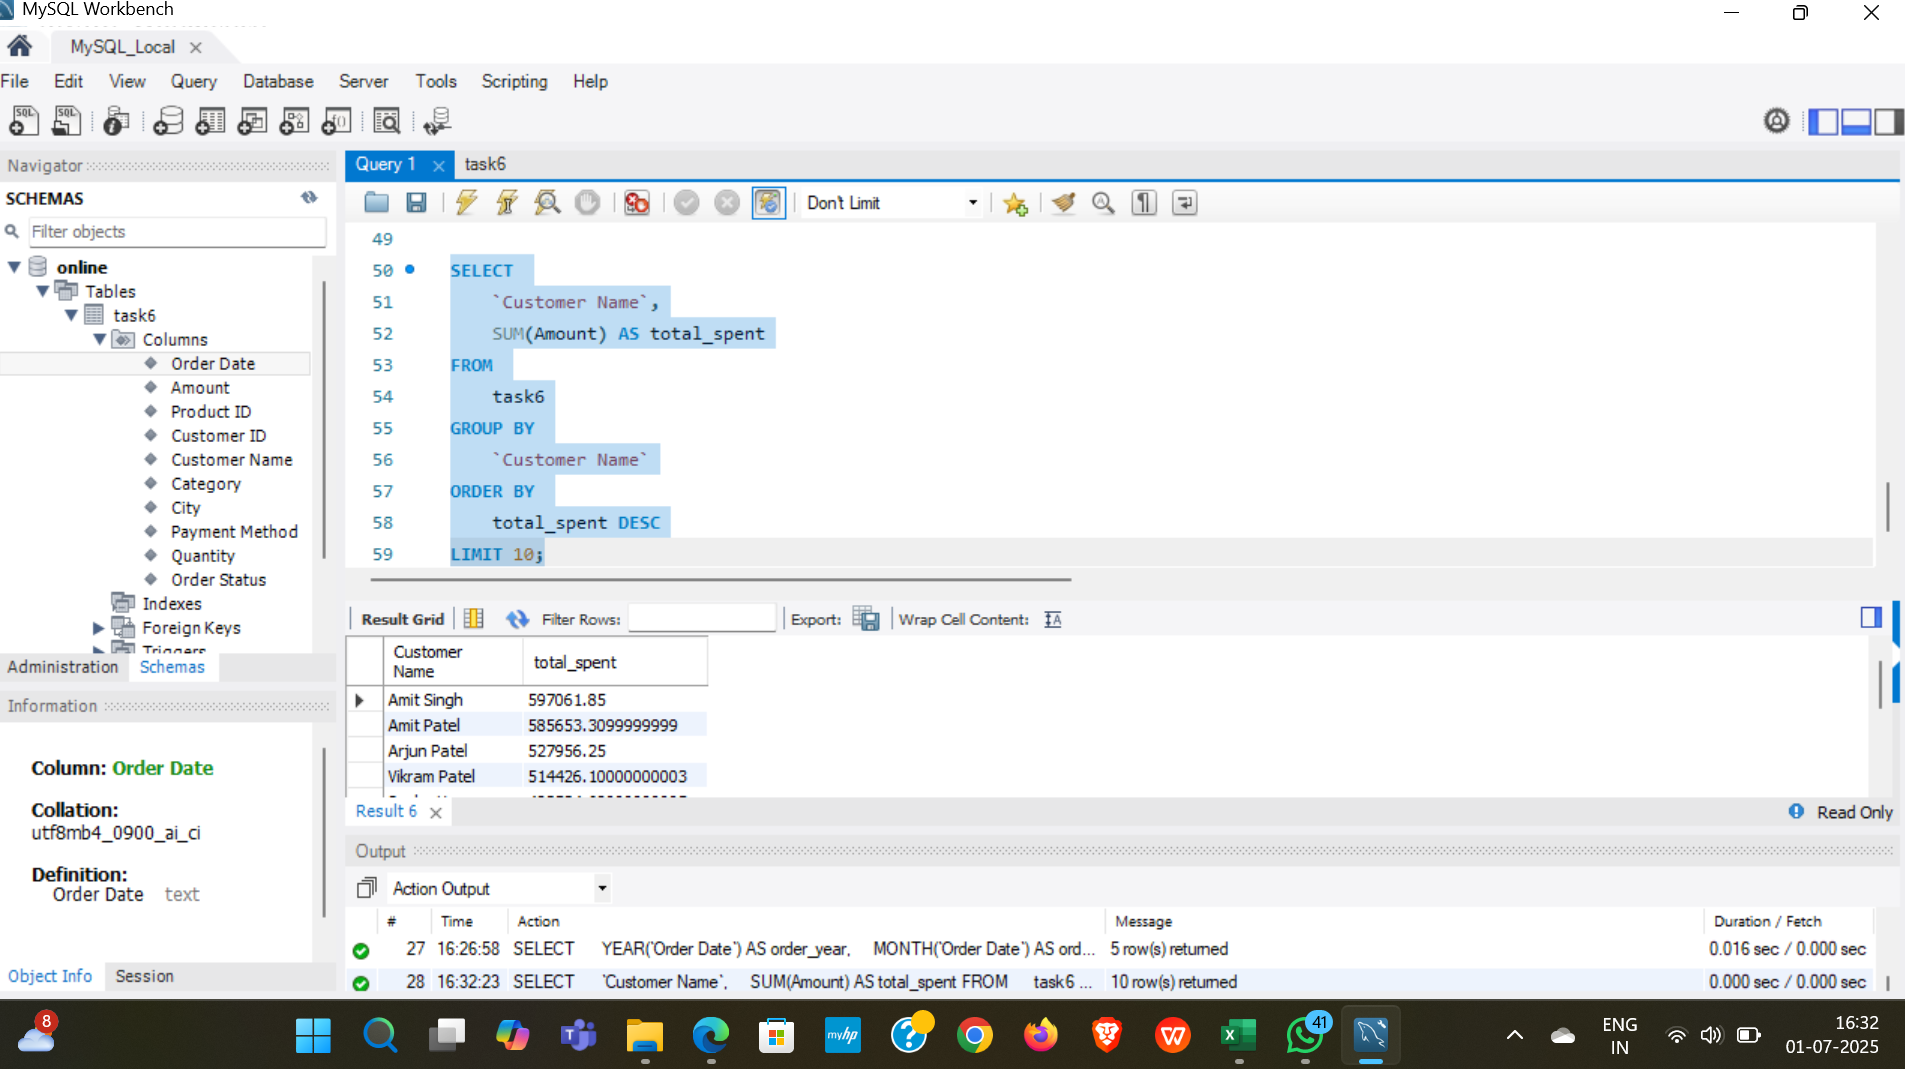 MySQL Workbench
MySQL_Local
File Edit View Query Database Server Tools Scripting Help
Navigator
SCHEMAS
Filter objects
online
Tables
task6
Columns
Order Date
Amount
Product ID
Customer ID
Customer Name
Category
City
Payment Method
Quantity
Order Status
Indexes
Foreign Keys
Triggers
Administration Schemas
Information
Column: Order Date
Collation:
utf8mb4_0900_ai_ci
Definition:
Order Date text
Object Info Session
Query 1 task6
Don't Limit
49
50 SELECT
51 `Customer Name`,
52 SUM(Amount) AS total_spent
53 FROM
54 task6
55 GROUP BY
56 `Customer Name`
57 ORDER BY
58 total_spent DESC
59 LIMIT 10;
Result Grid Filter Rows: Export: Wrap Cell Content:
Customer
Name total_spent
Amit Singh 597061.85
Amit Patel 585653.3099999999
Arjun Patel 527956.25
Vikram Patel 514426.10000000003
Result 6 Read Only
Output
Action Output
# Time Action Message Duration / Fetch
27 16:26:58 SELECT YEAR(`Order Date`) AS order_year, MONTH(`Order Date`) AS ord... 5 row(s) returned 0.016 sec / 0.000 sec
28 16:32:23 SELECT `Customer Name`, SUM(Amount) AS total_spent FROM task6 ... 10 row(s) returned 0.000 sec / 0.000 sec
8
myhp
41
ENG
IN
16:32
01-07-2025